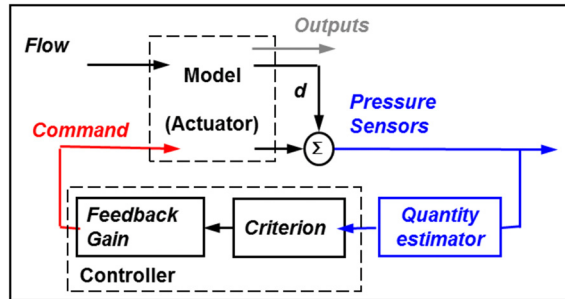 Outputs
Flow
Model
d
Pressure
Sensors
Command
(Actuator)
Σ
Feedback
Gain
Criterion
Quantity
estimator
Controller